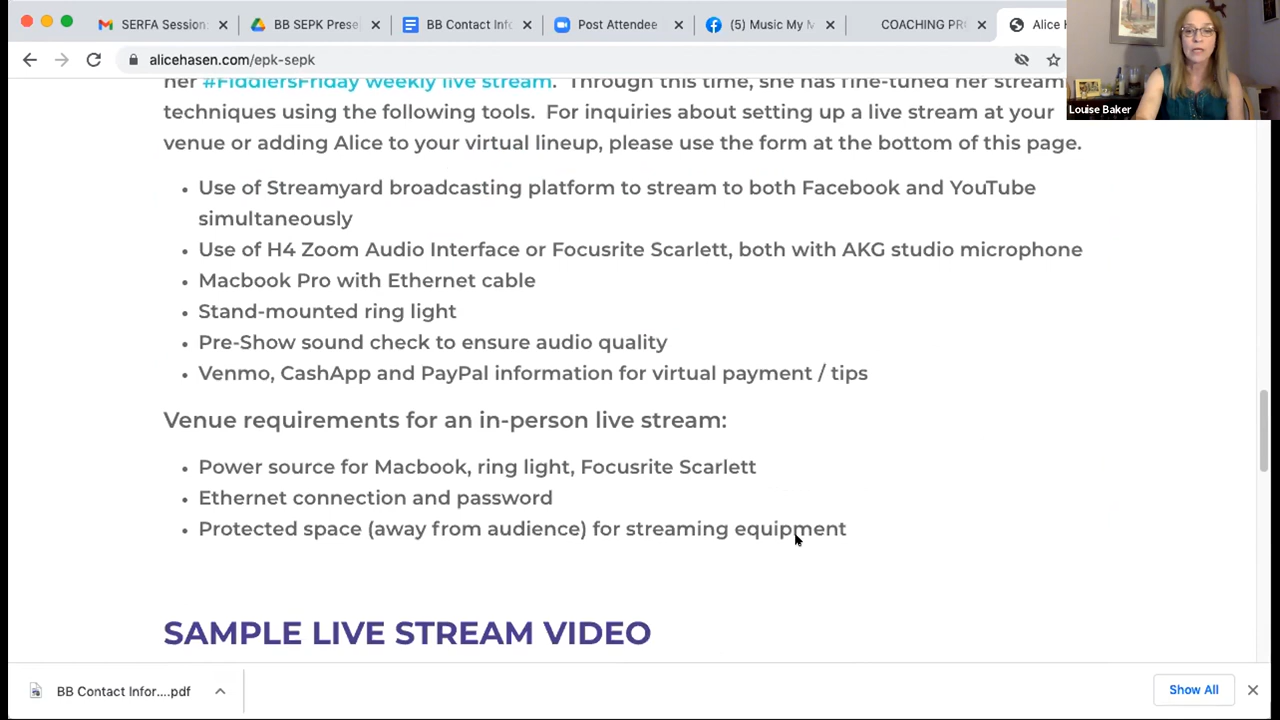 SERFA Session
BB SEPK Prese
BB Contact Info
Post Attendee
(5) Music My M
COACHING PR
Alice H
alicehasen.com/epk-sepk
Louise Baker
her #FiddlersFriday weekly live stream. Through this time, she has fine-tuned her stream
techniques using the following tools. For inquiries about setting up a live stream at your
venue or adding Alice to your virtual lineup, please use the form at the bottom of this page.
• Use of Streamyard broadcasting platform to stream to both Facebook and YouTube
simultaneously
• Use of H4 Zoom Audio Interface or Focusrite Scarlett, both with AKG studio microphone
• Macbook Pro with Ethernet cable
• Stand-mounted ring light
• Pre-Show sound check to ensure audio quality
• Venmo, CashApp and PayPal information for virtual payment / tips
Venue requirements for an in-person live stream:
• Power source for Macbook, ring light, Focusrite Scarlett
• Ethernet connection and password
• Protected space (away from audience) for streaming equipment
SAMPLE LIVE STREAM VIDEO
BB Contact Infor....pdf
Show All